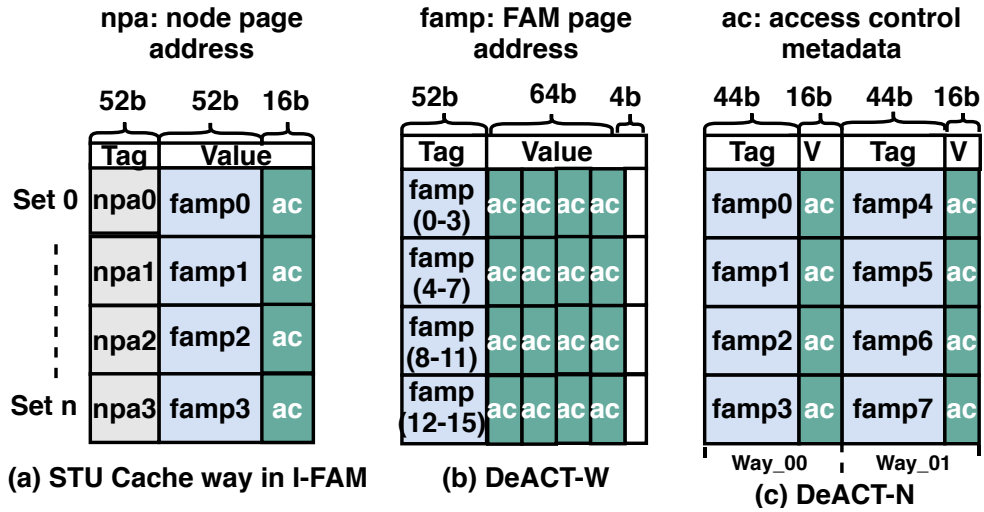 npa: node page
address
famp: FAM page
address
ac: access control
metadata
52b 52b 16b
52b 64b 4b
44b 16b 44b 16b
Tag Value
Tag Value
Tag V Tag V
Set 0
npa0 famp0 ac
famp
(0-3) ac ac ac ac
famp0 ac famp4 ac
npa1 famp1 ac
famp
(4-7) ac ac ac ac
famp1 ac famp5 ac
npa2 famp2 ac
famp
(8-11) ac ac ac ac
famp2 ac famp6 ac
Set n
npa3 famp3 ac
famp
(12-15) ac ac ac ac
famp3 ac famp7 ac
Way_00 Way_01
(a) STU Cache way in I-FAM
(b) DeACT-W
(c) DeACT-N